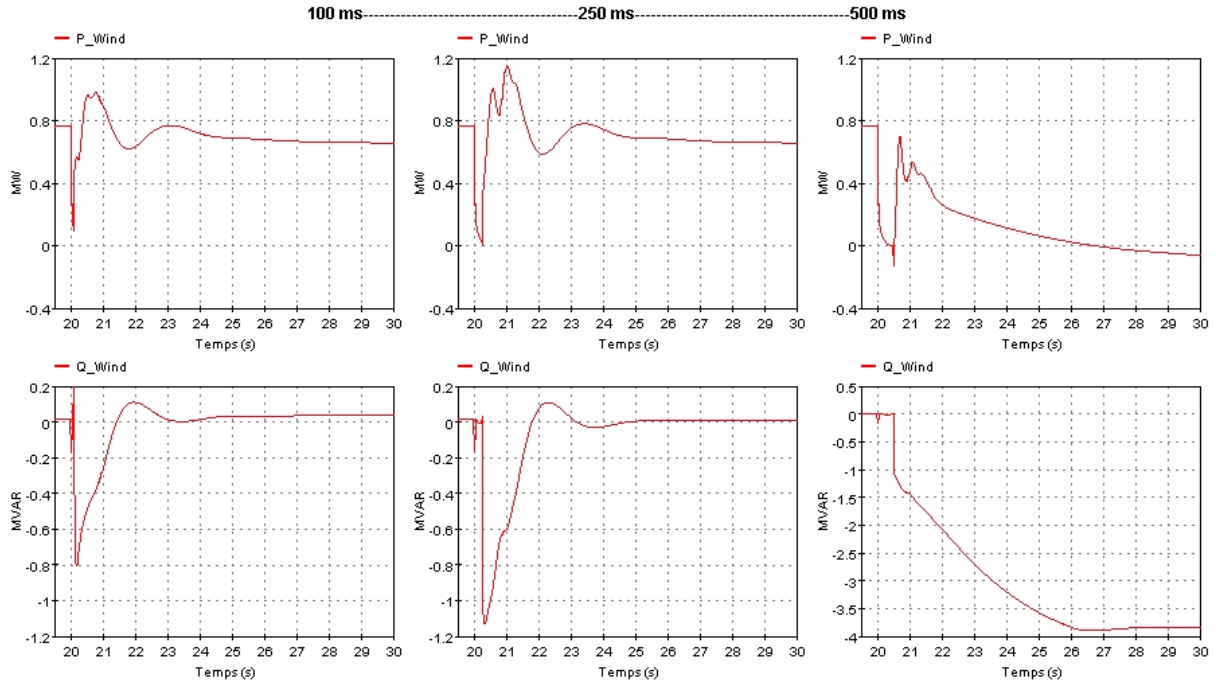 100 ms---------------------------------------250 ms---------------------------------------500 ms
P_Wind
P_Wind
P_Wind
1.2
0.8
0.4
0
-0.4
MW
20 21 22 23 24 25 26 27 28 29 30
Temps (s)
1.2
0.8
0.4
0
-0.4
MW
20 21 22 23 24 25 26 27 28 29 30
Temps (s)
1.2
0.8
0.4
0
-0.4
MW
20 21 22 23 24 25 26 27 28 29 30
Temps (s)
Q_Wind
Q_Wind
Q_Wind
0.2
0
-0.2
-0.4
-0.6
-0.8
-1
-1.2
MVAR
20 21 22 23 24 25 26 27 28 29 30
Temps (s)
0.2
0
-0.2
-0.4
-0.6
-0.8
-1
-1.2
MVAR
20 21 22 23 24 25 26 27 28 29 30
Temps (s)
0.5
0
-0.5
-1
-1.5
-2
-2.5
-3
-3.5
-4
MVAR
20 21 22 23 24 25 26 27 28 29 30
Temps (s)